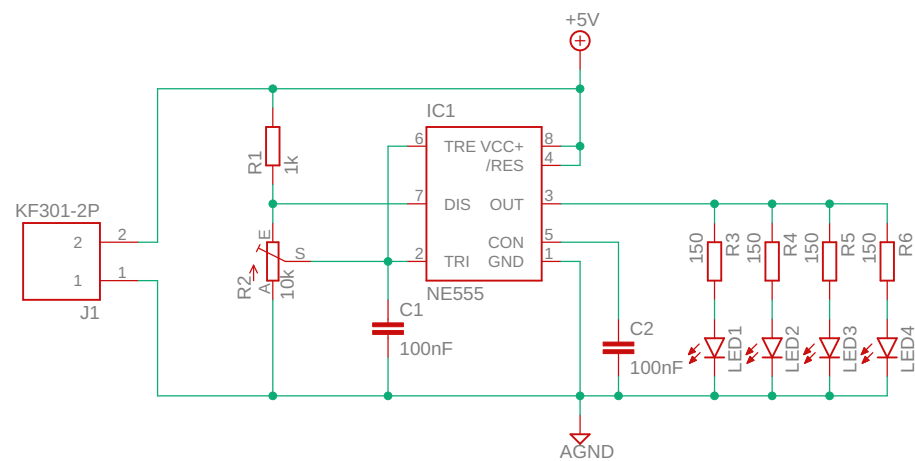 +5V
IC1
6
TRE
VCC+
8
/RES
4
R1
1k
7
DIS
OUT
3
KF301-2P
2
2
1
1
J1
E
S
A
R2
10k
2
TRI
CON
5
GND
1
NE555
150
R3
150
R4
150
R5
150
R6
C1
100nF
C2
100nF
LED1
LED2
LED3
LED4
AGND